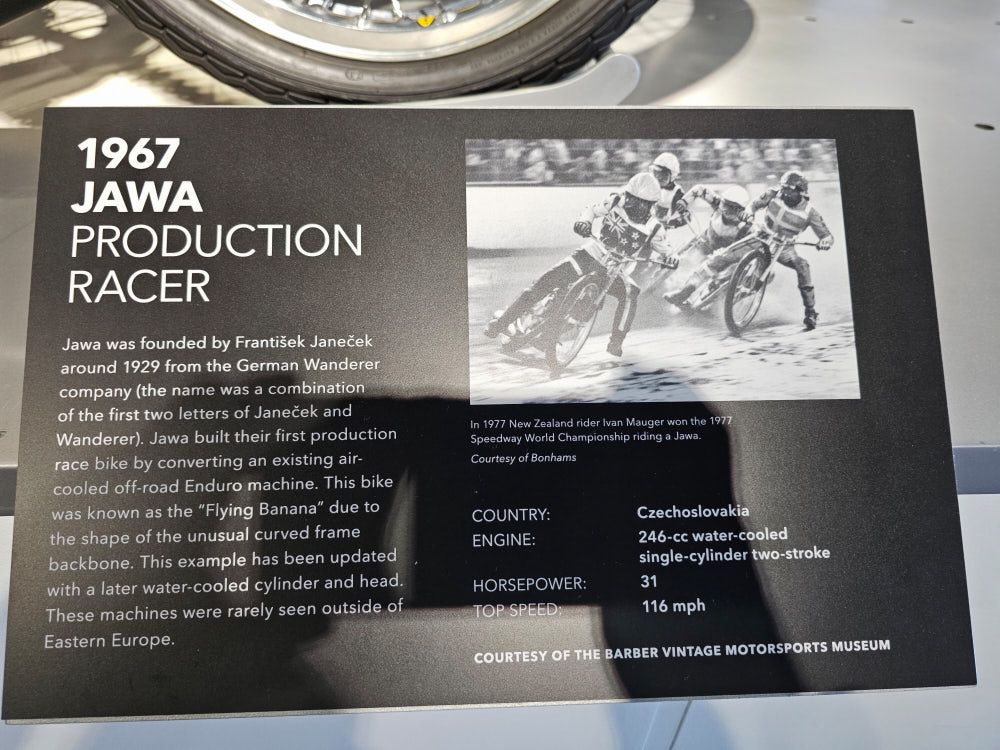 1967
JAWA
PRODUCTION
RACER
Jawa was founded by František Janeček
around 1929 from the German Wanderer
company (the name was a combination
of the first two letters of Janeček and
Wanderer). Jawa built their first production
race bike by converting an existing air-
cooled off-road Enduro machine. This bike
was known as the “Flying Banana” due to
the shape of the unusual curved frame
backbone. This example has been updated
with a later water-cooled cylinder and head.
These machines were rarely seen outside of
Eastern Europe.
In 1977 New Zealand rider Ivan Mauger won the 1977
Speedway World Championship riding a Jawa.
Courtesy of Bonhams
COUNTRY: Czechoslovakia
ENGINE: 246-cc water-cooled
single-cylinder two-stroke
HORSEPOWER: 31
TOP SPEED: 116 mph
COURTESY OF THE BARBER VINTAGE MOTORSPORTS MUSEUM